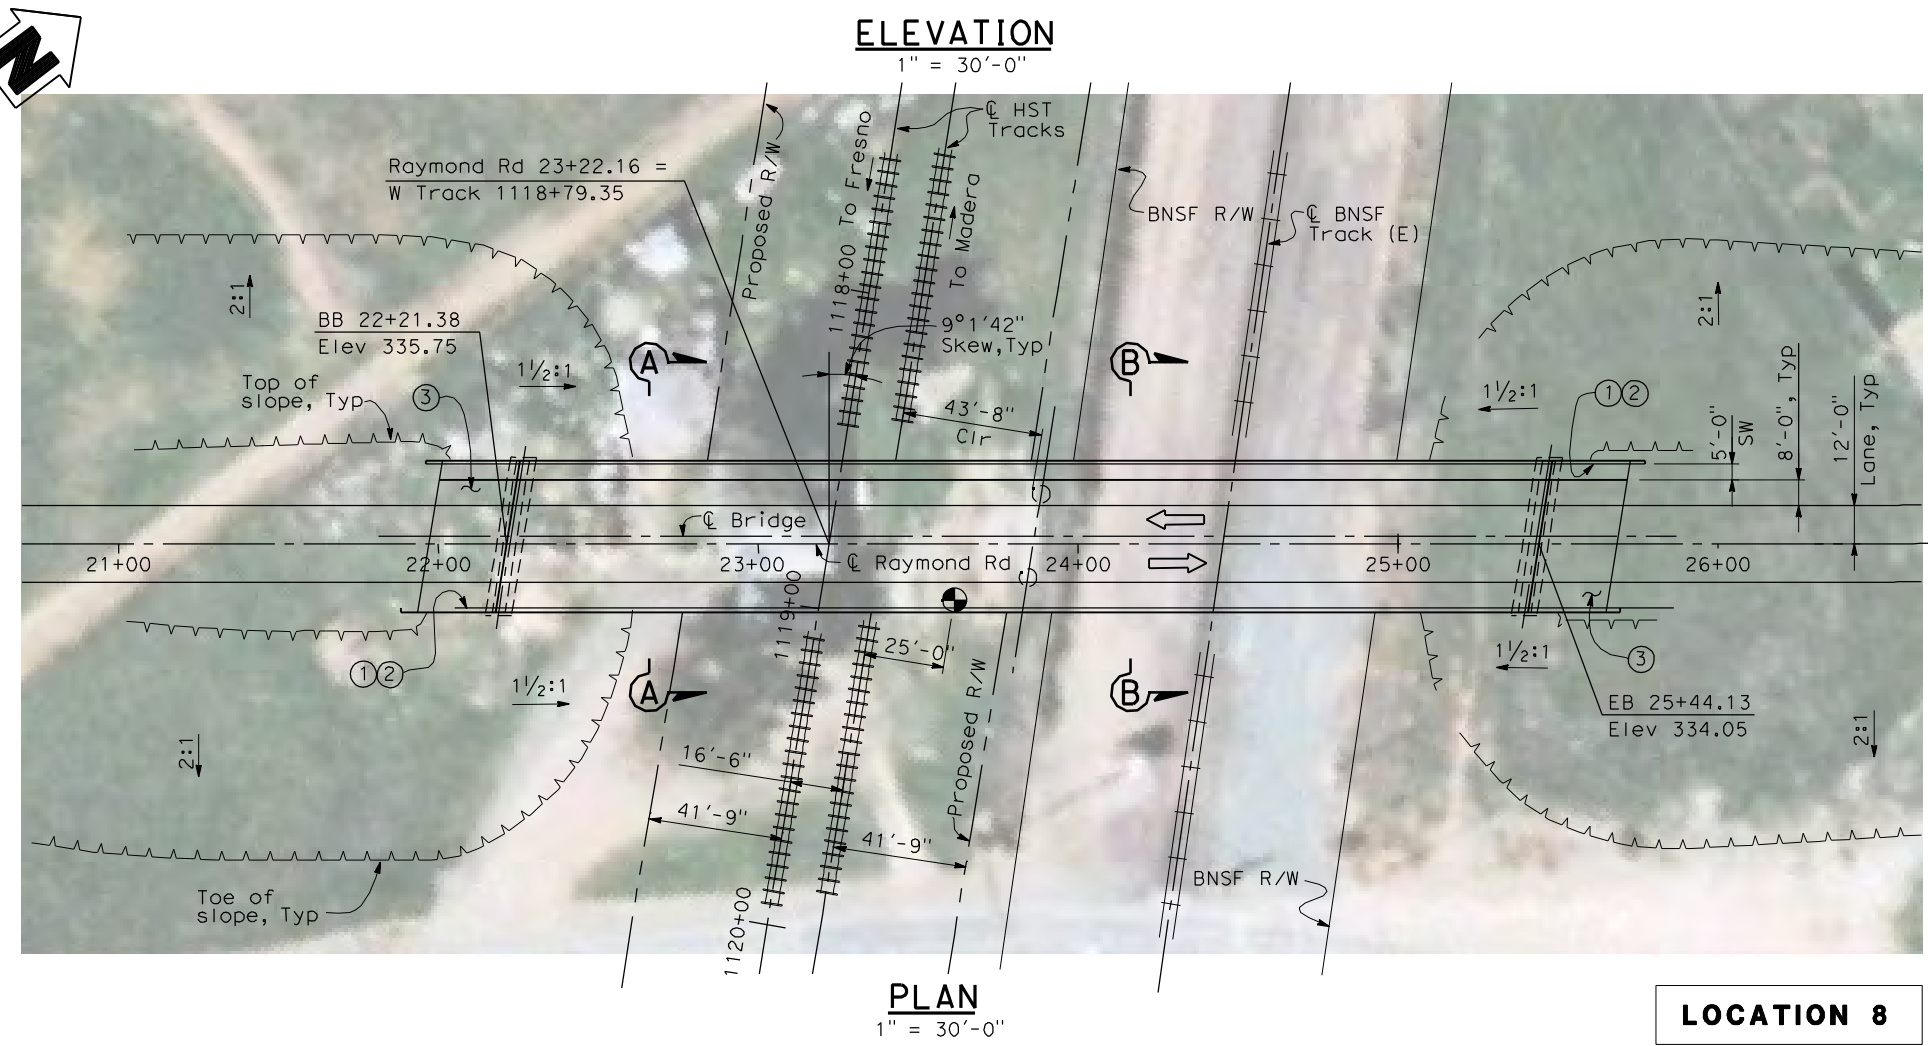 N
ELEVATION
1" = 30'-0"
℄ HST
Tracks
Proposed R/W
1118+00 To Fresno
To Madera
Raymond Rd 23+22.16 =
W Track 1118+79.35
BNSF R/W
℄ BNSF
Track (E)
2:1
2:1
BB 22+21.38
Elev 335.75
9°1'42"
Skew,Typ
A
B
1½:1
1½:1
Top of
slope, Typ
3
1 2
43'-8"
Clr
5'-0"
SW
8'-0", Typ
12'-0"
Lane, Typ
℄ Bridge
℄ Raymond Rd
21+00
22+00
23+00
24+00
25+00
26+00
1119+00
25'-0"
1 2
1½:1
A
B
1½:1
3
Proposed R/W
EB 25+44.13
Elev 334.05
2:1
2:1
16'-6"
41'-9"
41'-9"
BNSF R/W
Toe of
slope, Typ
1120+00
PLAN
1" = 30'-0"
LOCATION 8